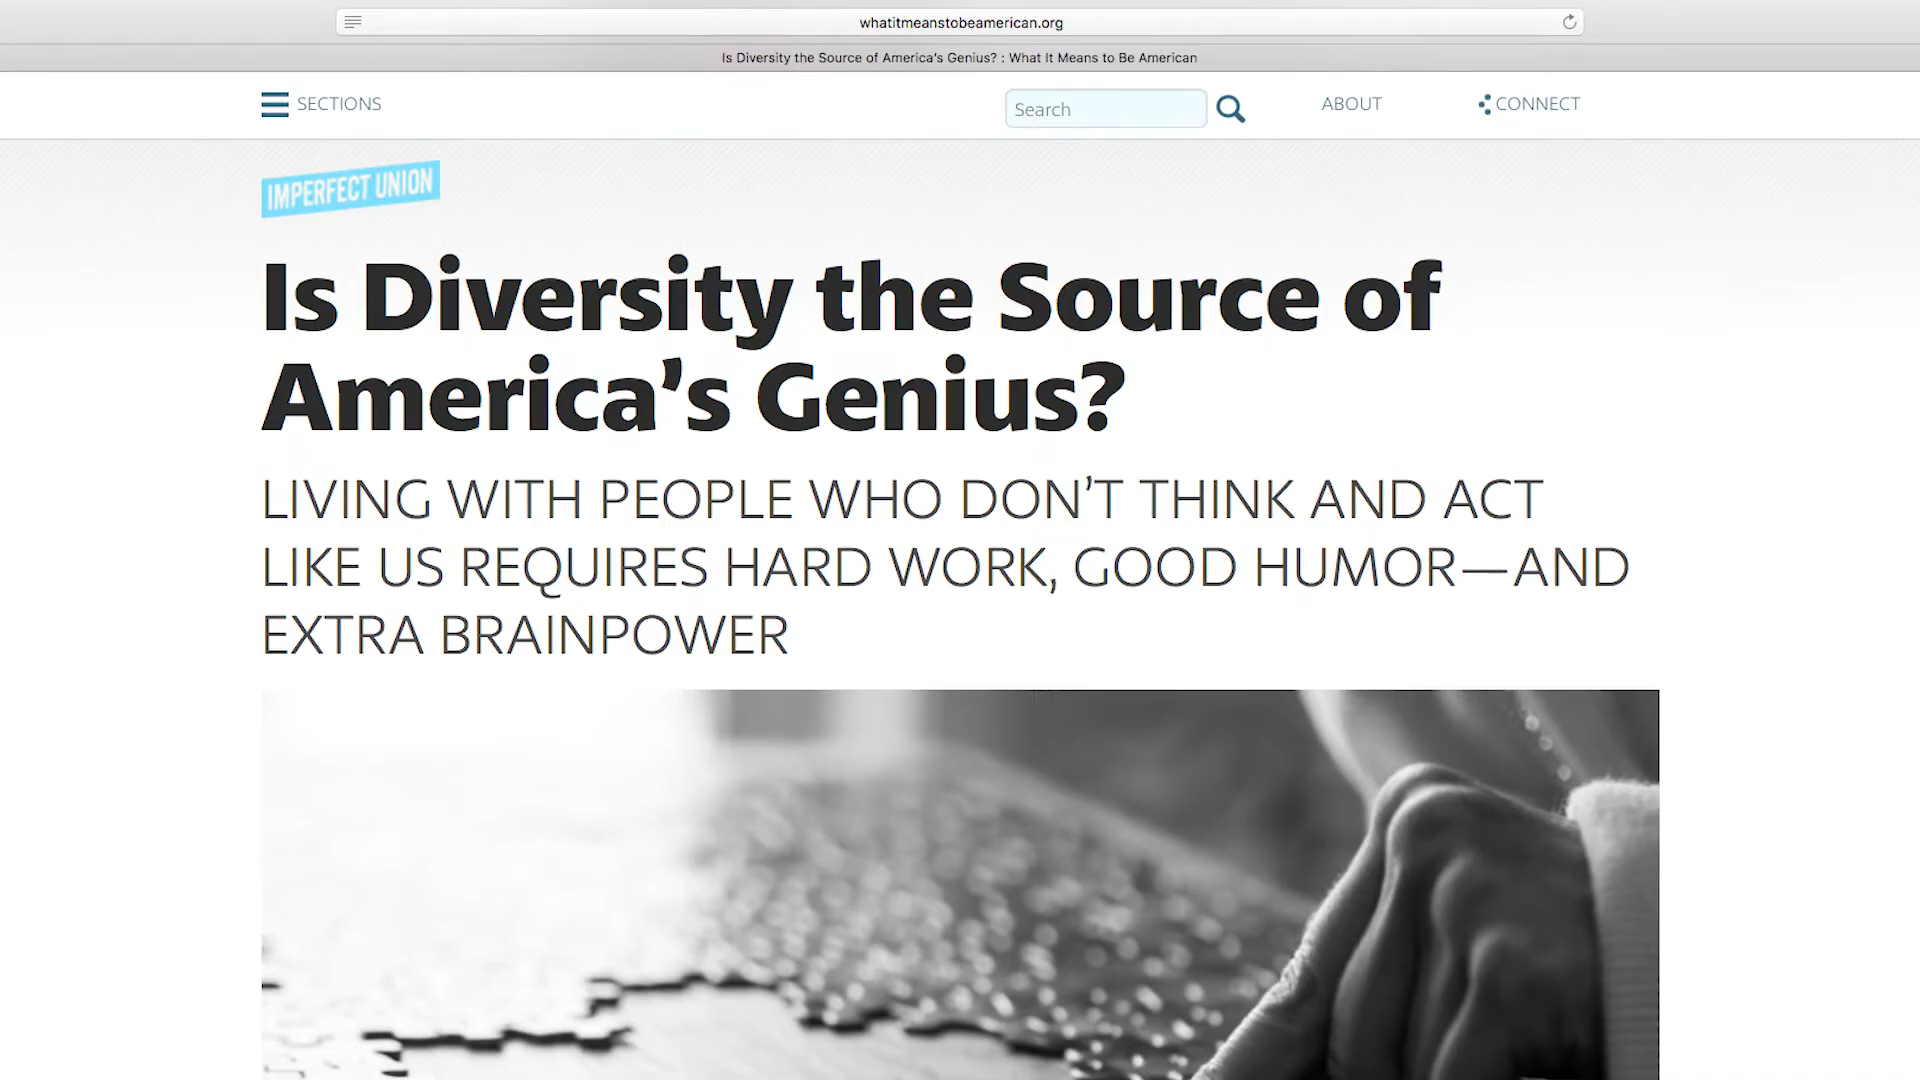 whatitmeanstobeamerican.org
Is Diversity the Source of America's Genius? : What It Means to Be American
SECTIONS
Search
ABOUT
CONNECT
IMPERFECT UNION
Is Diversity the Source of
America’s Genius?
LIVING WITH PEOPLE WHO DON’T THINK AND ACT
LIKE US REQUIRES HARD WORK, GOOD HUMOR—AND
EXTRA BRAINPOWER